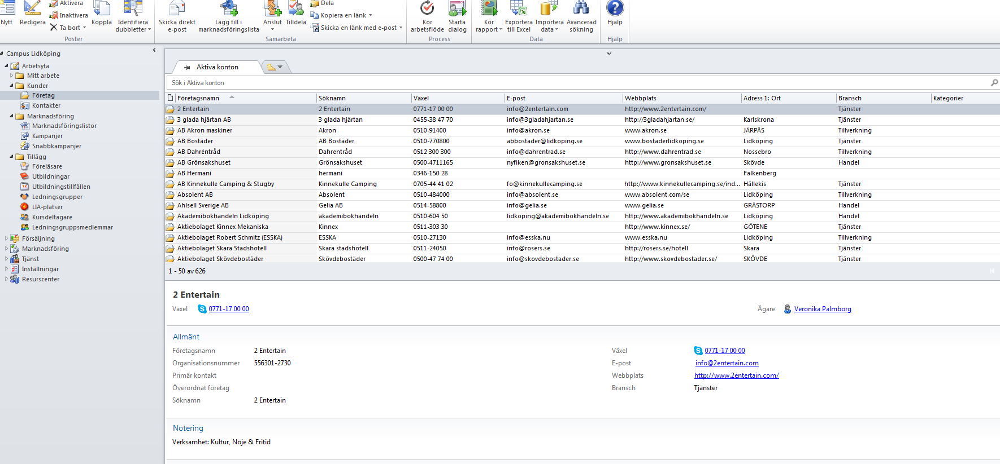 Nytt Redigera Aktivera Inaktivera Ta bort Koppla Identifiera dubbletter
Poster
Skicka direkt e-post Lägg till i marknadsföringslista Anslut Tilldela Dela Kopiera en länk Skicka en länk med e-post
Samarbeta
Kör arbetsflöde Starta dialog
Process
Kör rapport Exportera till Excel Importera data Avancerad sökning
Data
Hjälp
Hjälp
Campus Lidköping
Arbetsyta
Mitt arbete
Kunder
Företag
Kontakter
Marknadsföring
Marknadsföringslistor
Kampanjer
Snabbkampanjer
Tillägg
Föreläsare
Utbildningar
Utbildningstillfällen
Ledningsgrupper
LIA-platser
Kursdeltagare
Ledningsgruppsmedlemmar
Försäljning
Marknadsföring
Tjänst
Inställningar
Resurscenter
Aktiva konton
Sök i Aktiva konton
Företagsnamn Söknamn Växel E-post Webbplats Adress 1: Ort Bransch Kategorier
2 Entertain 2 Entertain 0771-17 00 00 info@2entertain.com http://www.2entertain.com/ Tjänster
3 glada hjärtan AB 3 glada hjärtan 0455-38 47 70 info@3gladahjartan.se http://3gladahjartan.se/ Karlskrona Tjänster
AB Akron maskiner Akron 0510-91400 info@akron.se www.akron.se JÄRPÅS Tillverkning
AB Bostäder AB Bostäder 0510-770800 abbostader@lidkoping.se www.bostaderlidkoping.se Lidköping Tjänster
AB Dahréntråd Dahrentråd 0512 300 300 info@dahrentrad.se http://www.dahrentrad.se Nossebro Tillverkning
AB Grönsakshuset Grönsakshuset 0500-4711165 nyfiken@gronsakshuset.se http://www.gronsakshuset.se Skövde Handel
AB Hermani hermani 0346-150 28 Falkenberg
AB Kinnekulle Camping & Stugby Kinnekulle Camping 0705-44 41 02 fo@kinnekullecamping.se http://www.kinnekullecamping.se/ind... Hällekis Tjänster
Absolent AB Absolent 0510-484000 info@absolent.se www.absolent.com/se Lidköping Tillverkning
Ahlsell Sverige AB Gelia AB 0514-58800 info@gelia.se www.gelia.se GRÄSTORP Handel
Akademibokhandeln Lidköping akademibokhandeln 0510-604 50 lidkoping@akademibokhandeln.se http://www.akademibokhandeln.se Lidköping Handel
Aktiebolaget Kinnex Mekaniska Kinnex 0511-303 30 http://www.kinnex.se/ GÖTENE Tjänster
Aktiebolaget Robert Schmitz (ESSKA) ESSKA 0510-27130 info@esska.nu www.esska.nu Lidköping Tillverkning
Aktiebolaget Skara Stadshotell Skara stadshotell 0511-24050 info@rosers.se http://rosers.se/hotell Skara Tjänster
Aktiebolaget Skövdebostäder Skövdebostäder 0500-47 74 00 info@skovdebostader.se http://www.skovdebostader.se/ SKÖVDE Tjänster
1 - 50 av 626
2 Entertain
Växel 0771-17 00 00 Ägare Veronika Palmborg
Allmänt
Företagsnamn 2 Entertain Växel 0771-17 00 00
Organisationsnummer 556301-2730 E-post info@2entertain.com
Primär kontakt Webbplats http://www.2entertain.com/
Överordnat företag Bransch Tjänster
Söknamn 2 Entertain
Notering
Verksamhet: Kultur, Nöje & Fritid